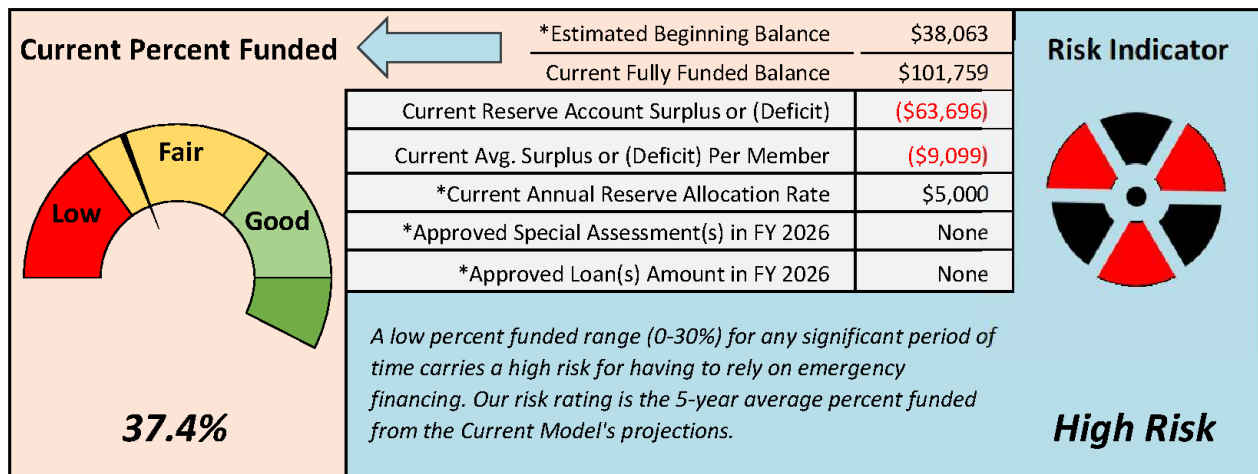 Current Percent Funded
*Estimated Beginning Balance $38,063
Current Fully Funded Balance $101,759
Current Reserve Account Surplus or (Deficit) ($63,696)
Current Avg. Surplus or (Deficit) Per Member ($9,099)
*Current Annual Reserve Allocation Rate $5,000
*Approved Special Assessment(s) in FY 2026 None
*Approved Loan(s) Amount in FY 2026 None
Low
Fair
Good
37.4%
A low percent funded range (0-30%) for any significant period of
time carries a high risk for having to rely on emergency
financing. Our risk rating is the 5-year average percent funded
from the Current Model's projections.
Risk Indicator
High Risk